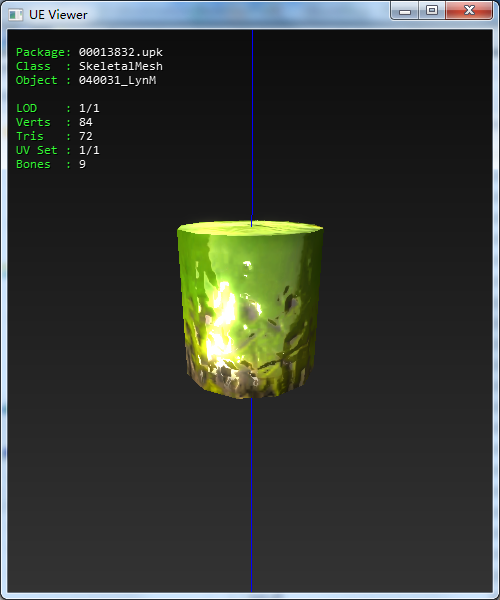 UE Viewer
Package: 00013832.upk
Class  : SkeletalMesh
Object : 040031_LynM
LOD    : 1/1
Verts  : 84
Tris   : 72
UV Set : 1/1
Bones  : 9